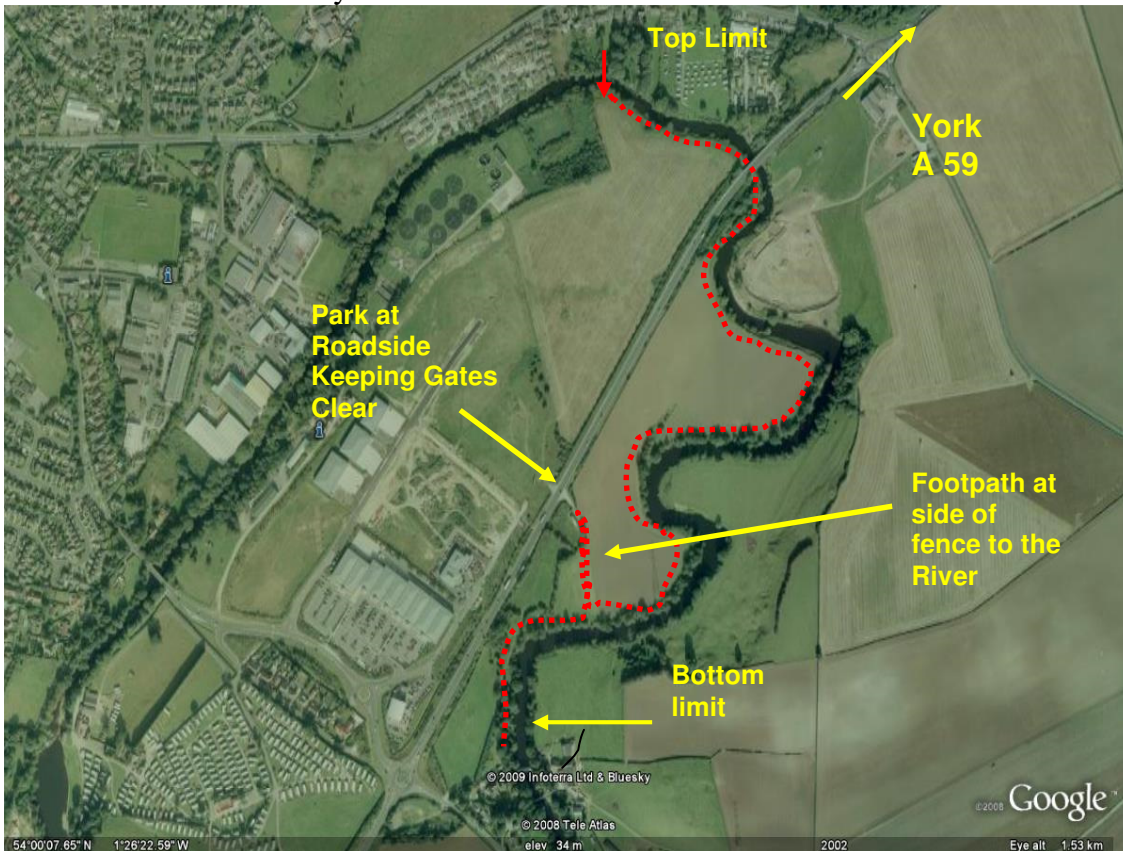 Top Limit
York
A 59
Park at
Roadside
Keeping Gates
Clear
Footpath at
side of
fence to the
River
Bottom
limit
© 2009 Infoterra Ltd & Bluesky
© 2008 Tele Atlas
©2008 Google™
54°00'07.65" N 1°26'22.59" W elev 34 m 2002 Eye alt 1.53 km